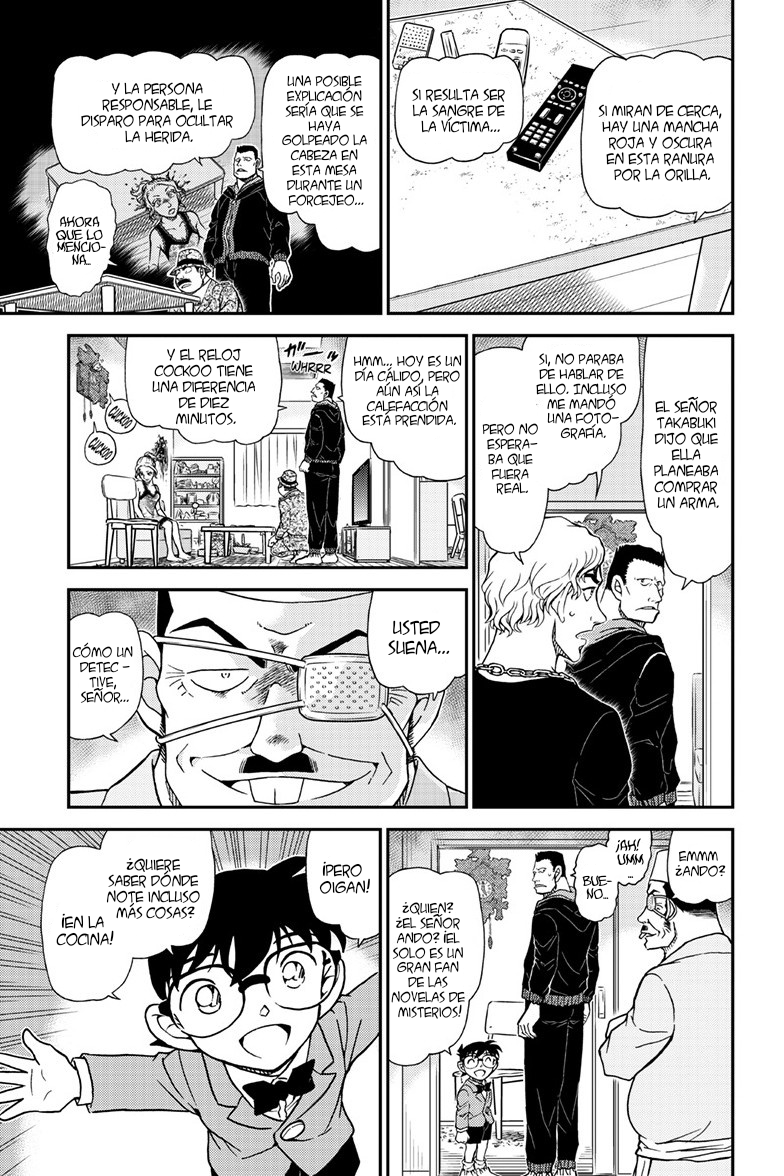 SI MIRAN DE CERCA,
HAY UNA MANCHA
ROJA Y OSCURA
EN ESTA RANURA
POR LA ORILLA.
SI RESULTA SER
LA SANGRE DE
LA VÍCTIMA...
UNA POSIBLE
EXPLICACIÓN
SERÍA QUE SE
HAYA
GOLPEADO LA
CABEZA EN
ESTA MESA
DURANTE UN
FORCEJEO...
Y LA PERSONA
RESPONSABLE, LE
DISPARO PARA OCULTAR
LA HERIDA.
AHORA
QUE LO
MENCIO-
NA..
EL SEÑOR
TAKABUKI
DIJO QUE
ELLA
PLANEABA
COMPRAR
UN ARMA.
SI, NO PARABA
DE HABLAR DE
ELLO. INCLUSO
ME MANDÓ
UNA FOTO-
GRAFÍA.
PERO NO
ESPERA-
BA QUE
FUERA
REAL.
HMM... HOY ES UN
DÍA CÁLIDO, PERO
AÚN ASÍ LA
CALEFACCIÓN
ESTÁ PRENDIDA.
ガーー
WHRRR
Y EL RELOJ
COCKOO TIENE
UNA DIFERENCIA
DE DIEZ
MINUTOS.
CUCKOO
CUCKOO
USTED
SUENA...
CÓMO UN
DETEC-
TIVE,
SEÑOR...
EMMM
¿ANDO?
¡AH!
UMM
...
BUE-
NO...
¿QUIEN?
¿EL SEÑOR
ANDO? ¡EL
SOLO ES UN
GRAN FAN
DE LAS
NOVELAS DE
MISTERIOS!
¡PERO
OIGAN!
¿QUIERE
SABER DÓNDE
NOTE INCLUSO
MÁS COSAS?
¡EN LA
COCINA!